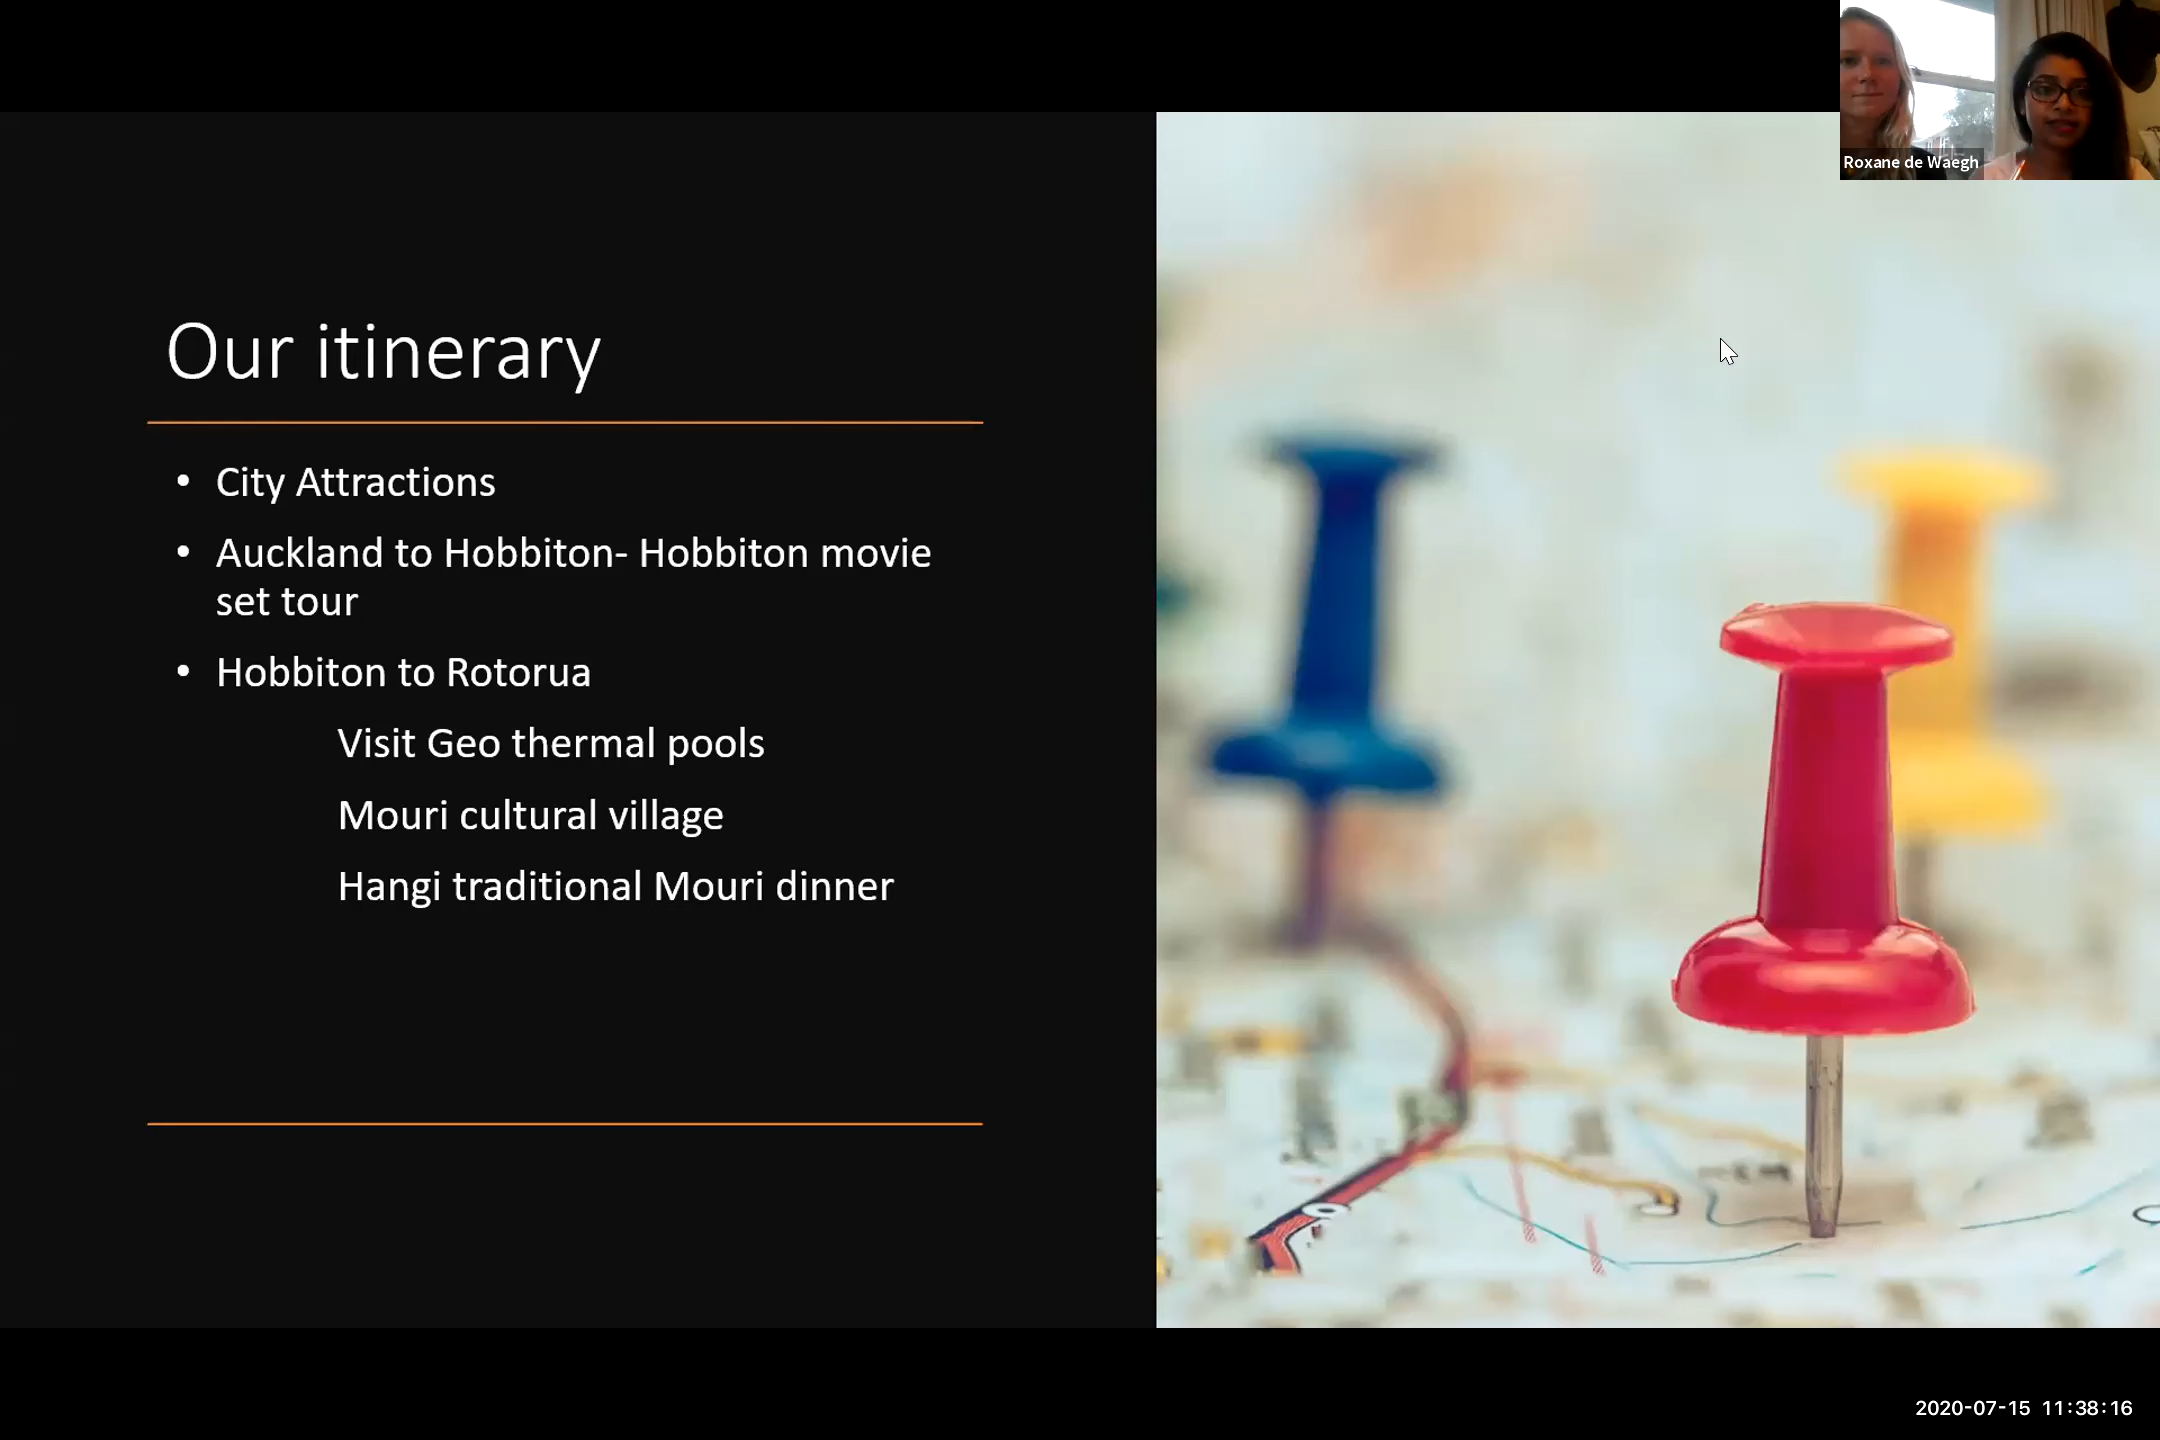 Roxane de Waegh
Our itinerary
• City Attractions
• Auckland to Hobbiton- Hobbiton movie
set tour
• Hobbiton to Rotorua
Visit Geo thermal pools
Mouri cultural village
Hangi traditional Mouri dinner
2020-07-15 11:38:16